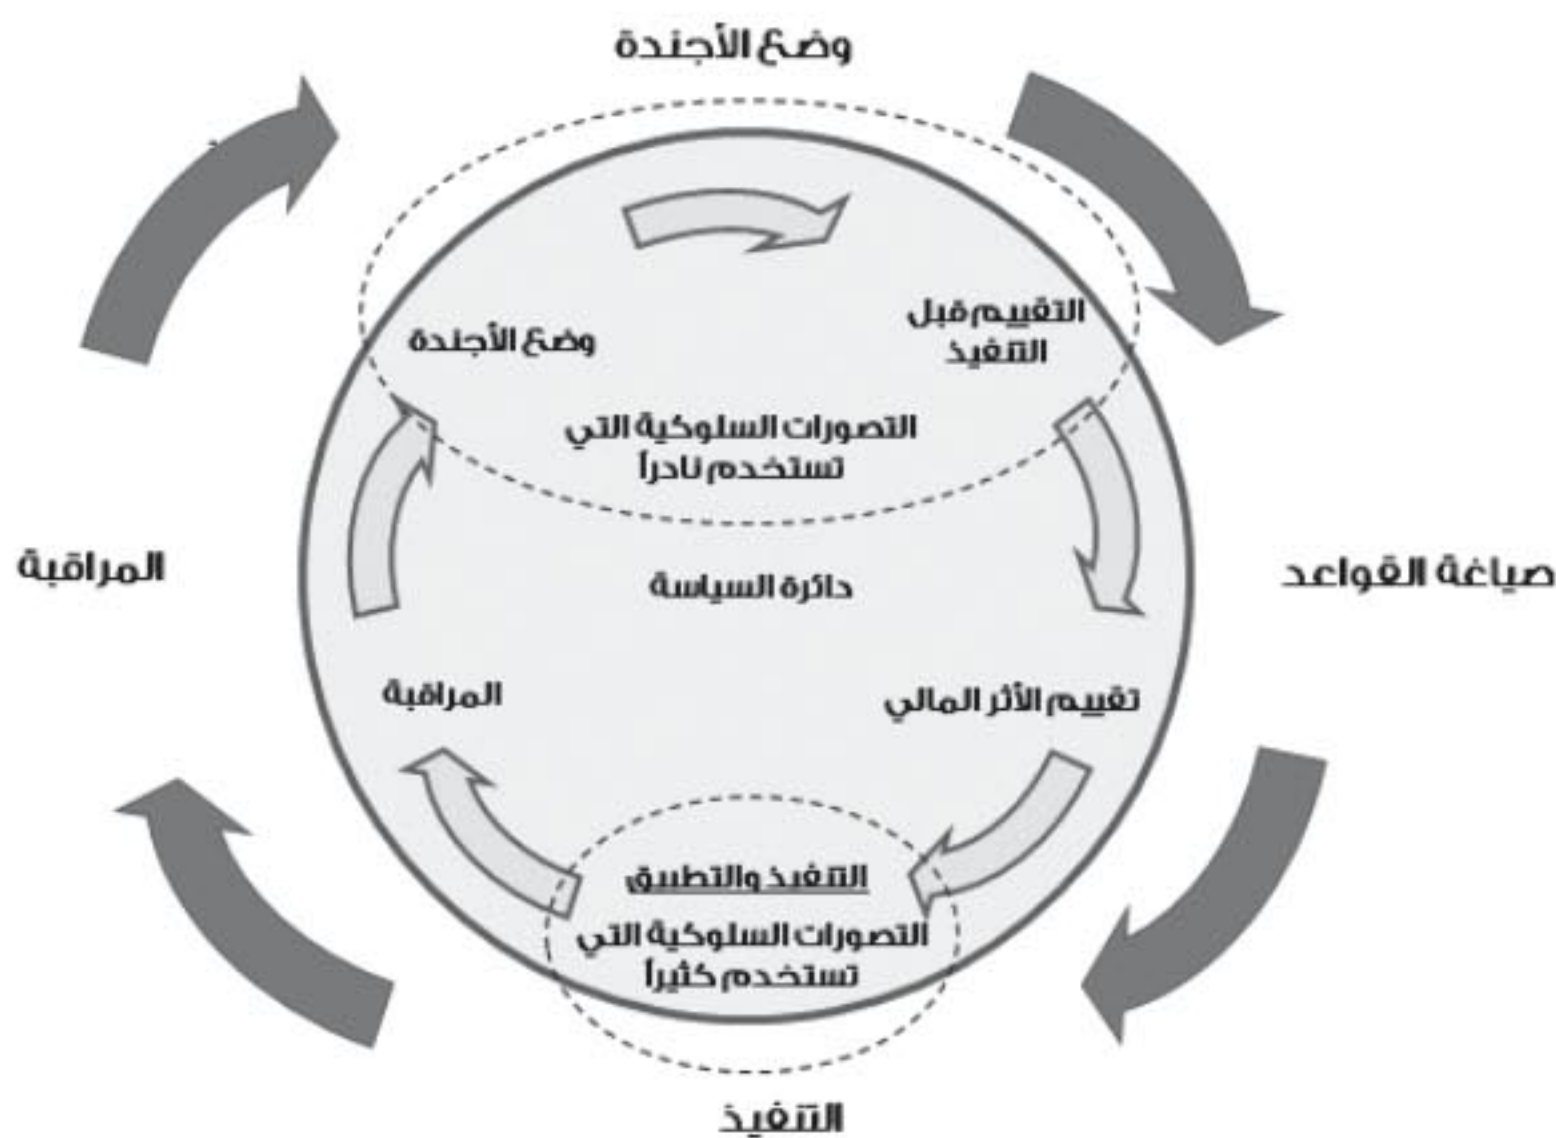 وضع الأجندة
التقييم قبل
التنفيذ
وضع الأجندة
التصورات السلوكية التي
تستخدم نادراً
صياغة القواعد
دائرة السياسة
المراقبة
تقييم الأثر المالي
المراقبة
التنفيذ والتطبيق
التصورات السلوكية التي
تستخدم كثيراً
التنفيذ